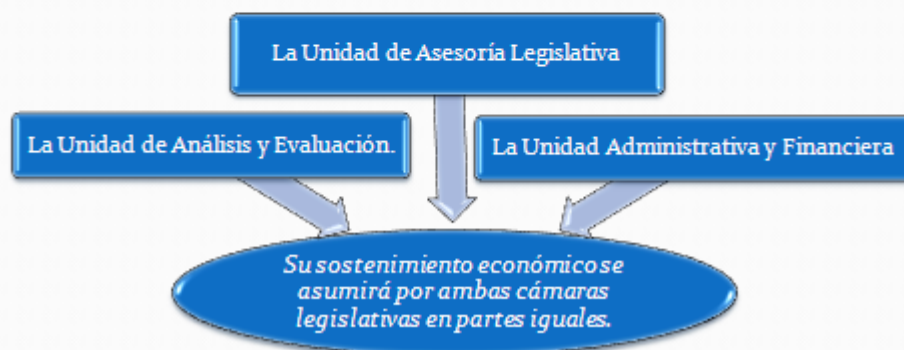 La Unidad de Asesoría Legislativa
La Unidad de Análisis y Evaluación.
La Unidad Administrativa y Financiera
Su sostenimiento económico se
asumirá por ambas cámaras
legislativas en partes iguales.